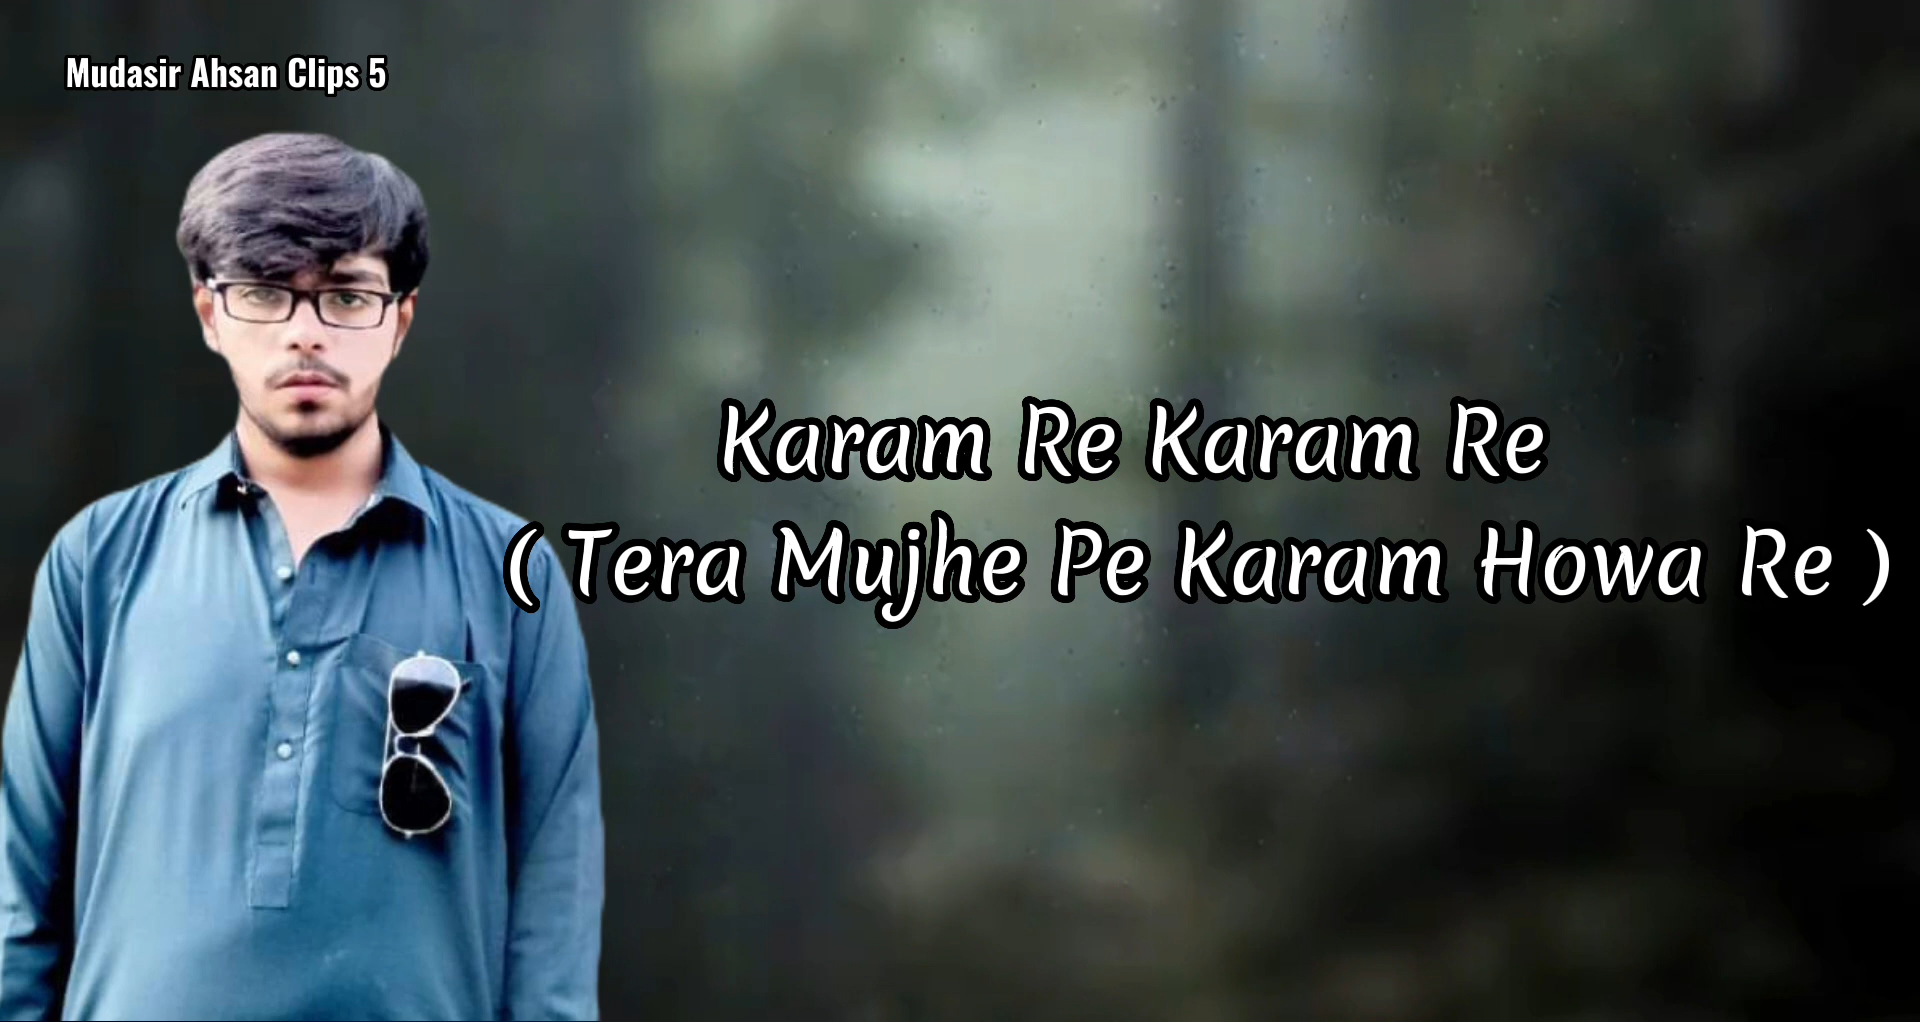 Mudasir Ahsan Clips 5
Karam Re Karam Re
( Tera Mujhe Pe Karam Howa Re )